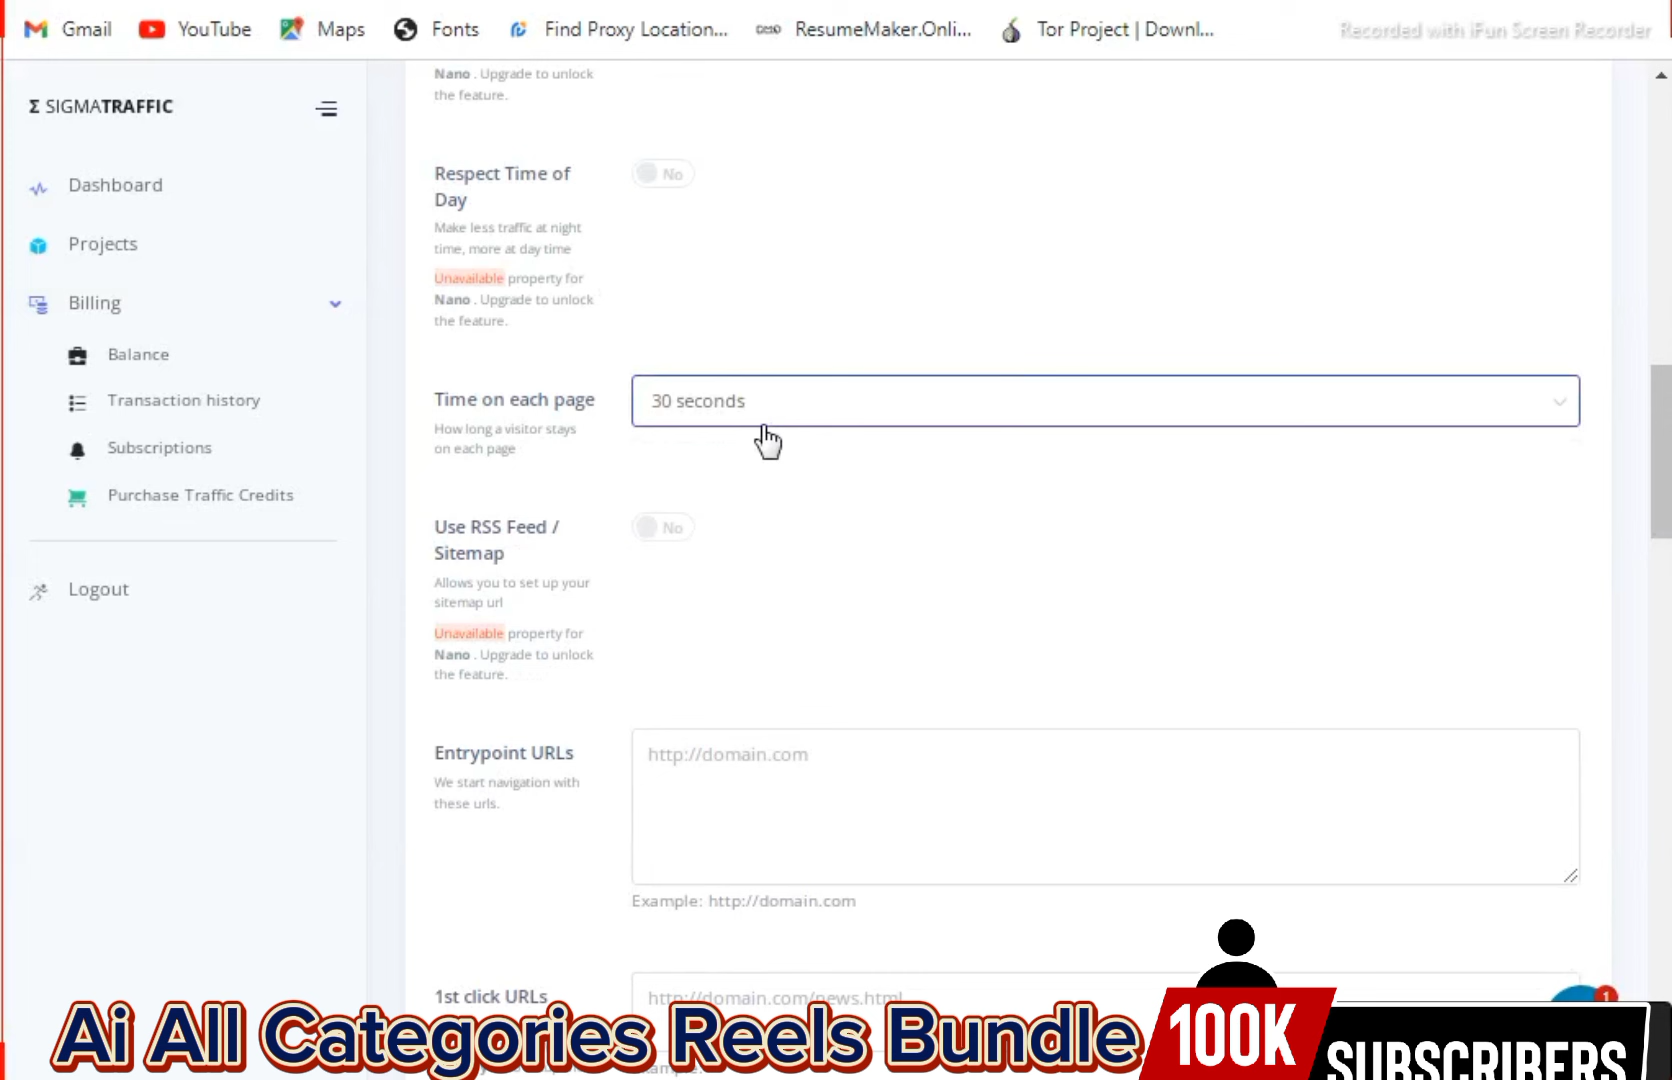 Gmail YouTube Maps Fonts Find Proxy Location... ResumeMaker.Onli... Tor Project | Downl... Recorded with iFun Screen Recorder
Σ SIGMATRAFFIC
Dashboard
Projects
Billing
Balance
Transaction history
Subscriptions
Purchase Traffic Credits
Logout
Nano . Upgrade to unlock
the feature.
Respect Time of
Day
No
Make less traffic at night
time, more at day time
Unavailable property for
Nano . Upgrade to unlock
the feature.
Time on each page
30 seconds
How long a visitor stays
on each page
Use RSS Feed /
Sitemap
No
Allows you to set up your
sitemap url
Unavailable property for
Nano . Upgrade to unlock
the feature.
Entrypoint URLs
http://domain.com
We start navigation with
these urls.
Example: http://domain.com
1st click URLs
http://domain.com/news.html
1
Ai All Categories Reels Bundle
100K
SUBSCRIBERS